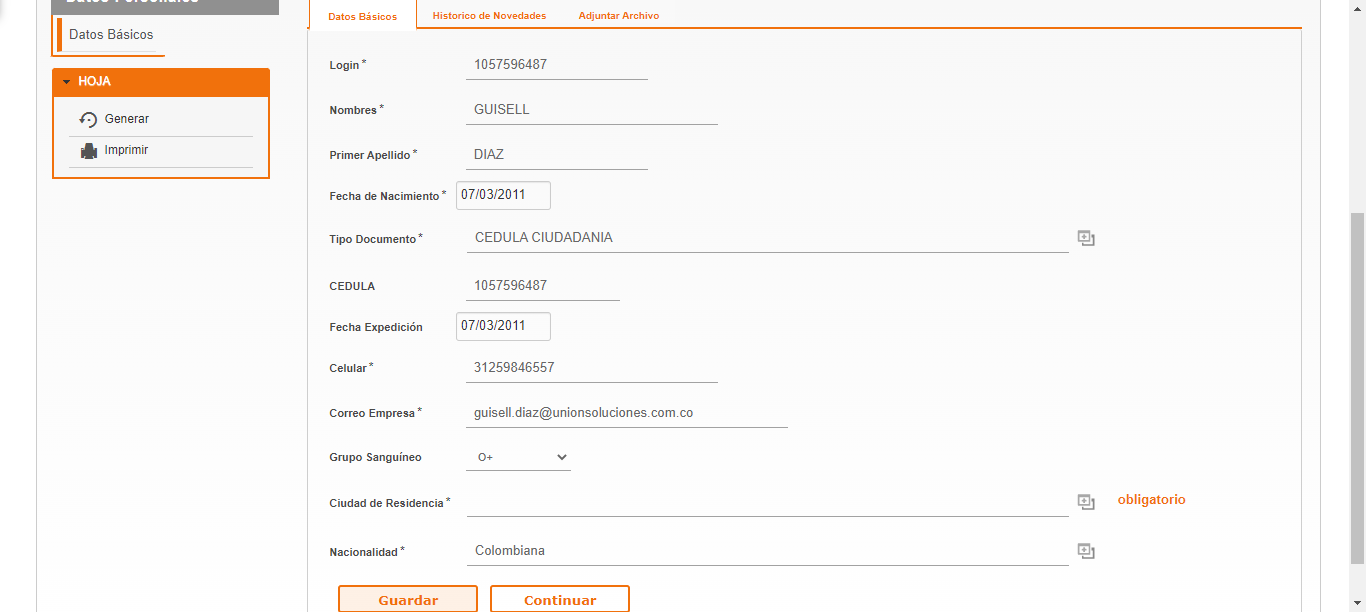 Datos Personales
Datos Básicos
HOJA
Generar
Imprimir
Datos Básicos Historico de Novedades Adjuntar Archivo
Login * 1057596487
Nombres * GUISELL
Primer Apellido * DIAZ
Fecha de Nacimiento * 07/03/2011
Tipo Documento * CEDULA CIUDADANIA
CEDULA 1057596487
Fecha Expedición 07/03/2011
Celular * 31259846557
Correo Empresa * guisell.diaz@unionsoluciones.com.co
Grupo Sanguíneo O+
Ciudad de Residencia * obligatorio
Nacionalidad * Colombiana
Guardar Continuar